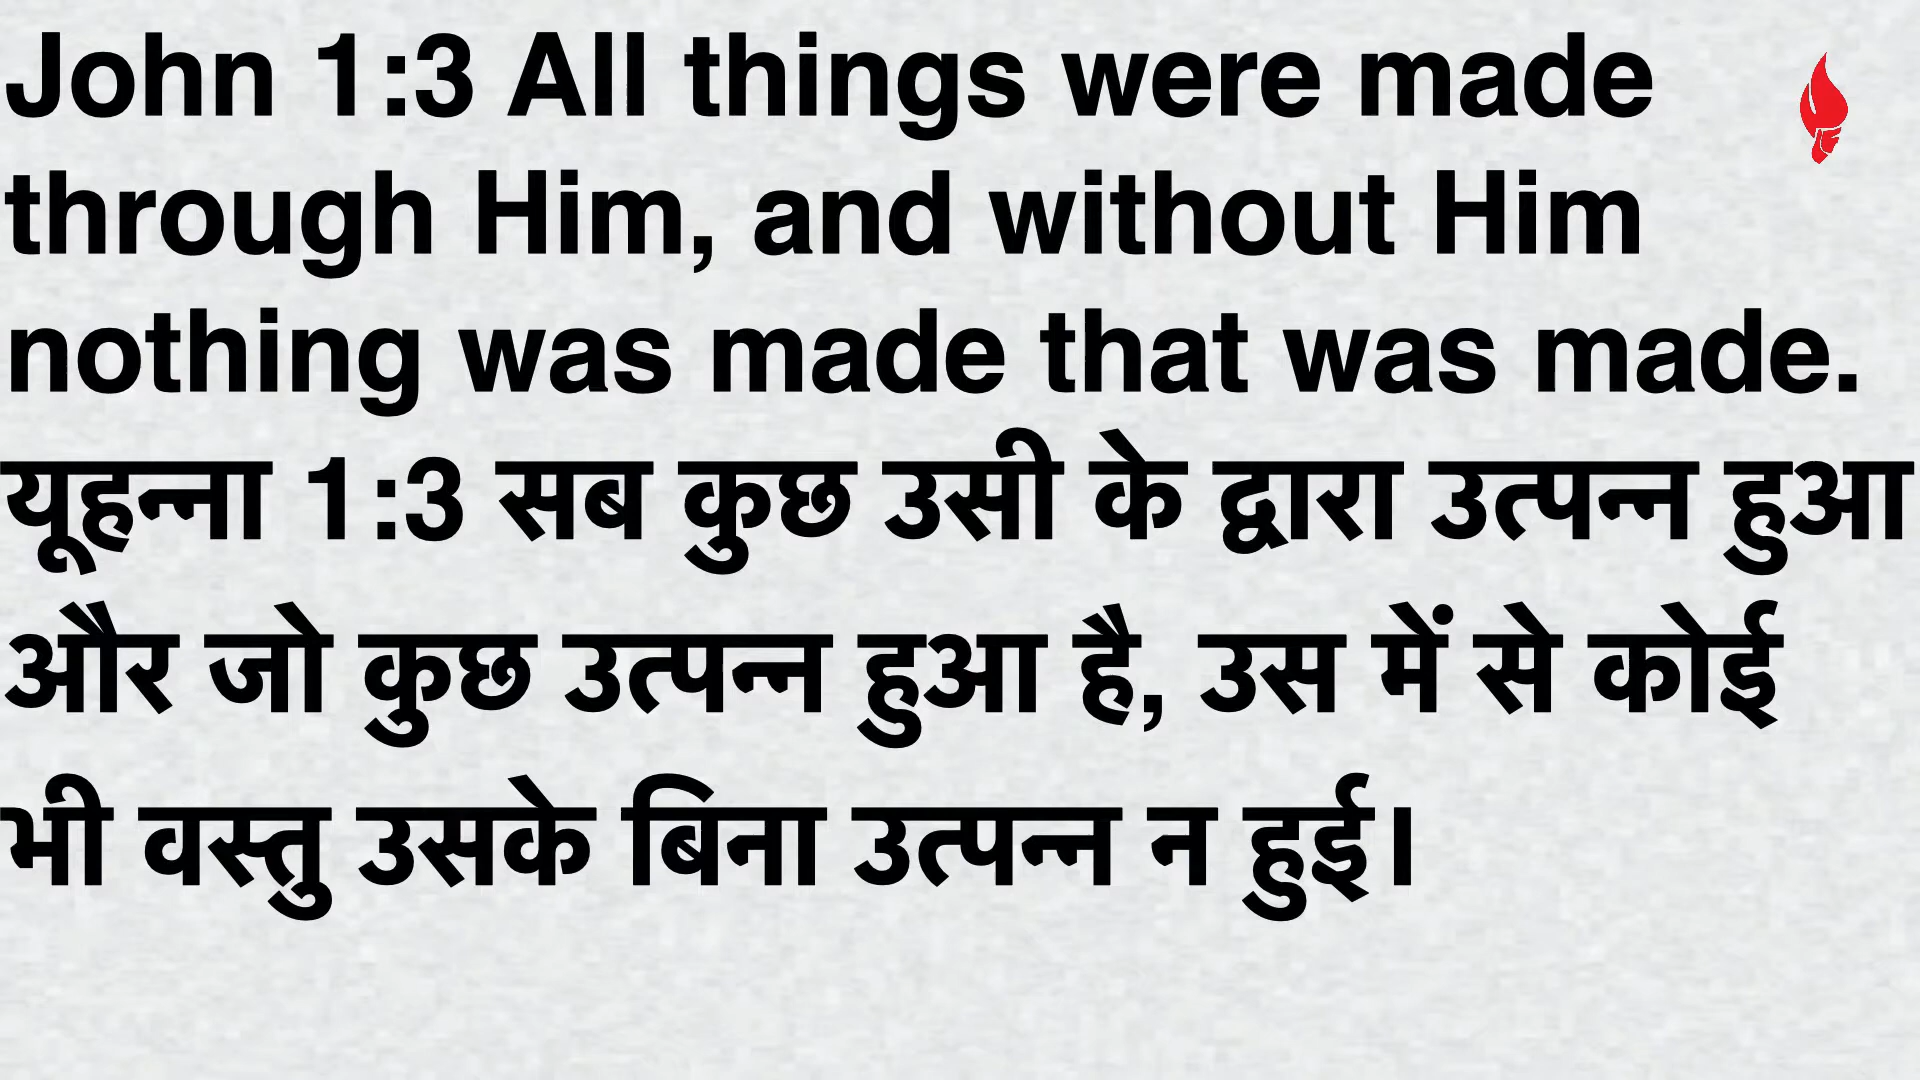 John 1:3 All things were made
through Him, and without Him
nothing was made that was made.
यूहन्ना 1:3 सब कुछ उसी के द्वारा उत्पन्न हुआ
और जो कुछ उत्पन्न हुआ है, उस में से कोई
भी वस्तु उसके बिना उत्पन्न न हुई।